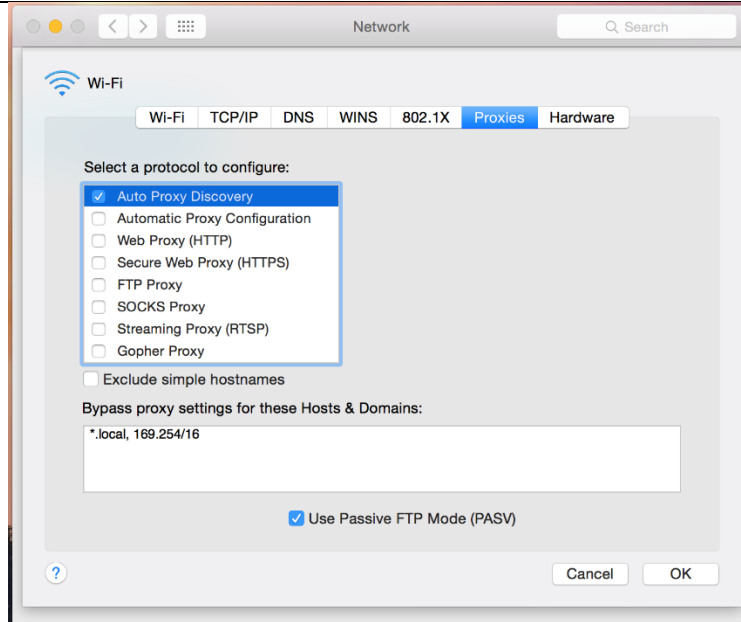 Network
Search
Wi-Fi
Wi-Fi TCP/IP DNS WINS 802.1X Proxies Hardware
Select a protocol to configure:
Auto Proxy Discovery
Automatic Proxy Configuration
Web Proxy (HTTP)
Secure Web Proxy (HTTPS)
FTP Proxy
SOCKS Proxy
Streaming Proxy (RTSP)
Gopher Proxy
Exclude simple hostnames
Bypass proxy settings for these Hosts & Domains:
*.local, 169.254/16
Use Passive FTP Mode (PASV)
? Cancel OK